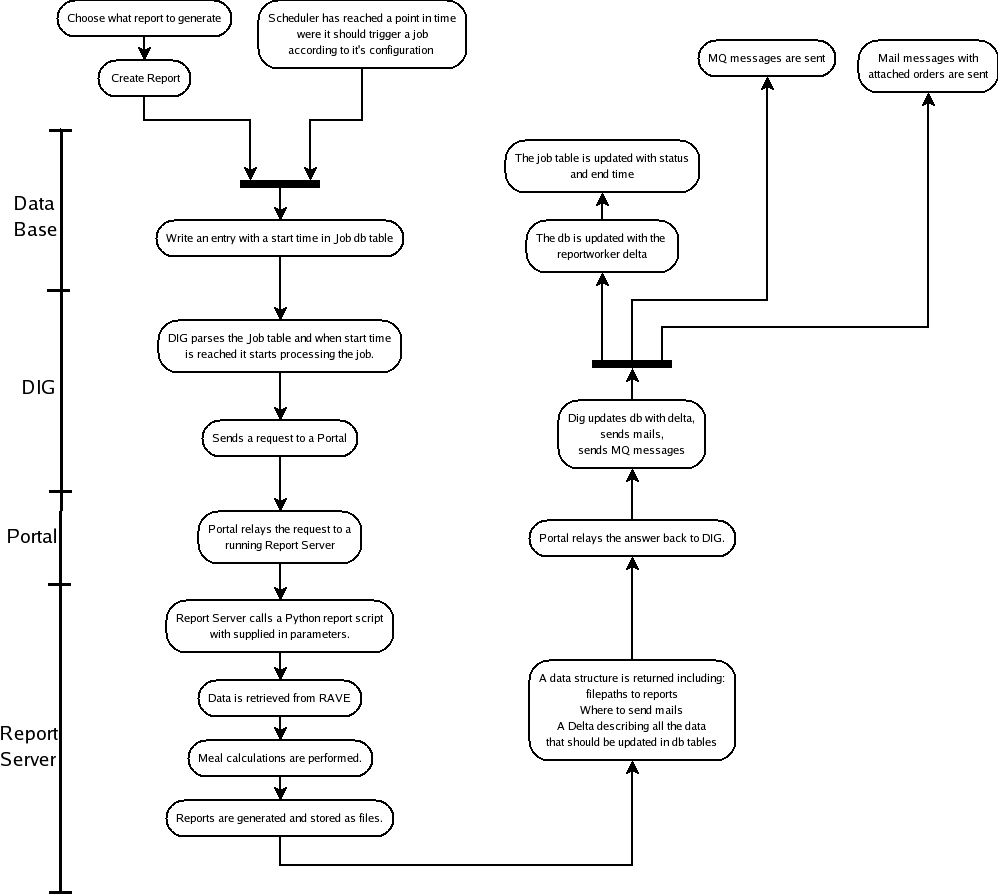 Choose what report to generate
Create Report
Scheduler has reached a point in time
were it should trigger a job
according to it's configuration
Data
Base
Write an entry with a start time in Job db table
DIG
DIG parses the Job table and when start time
is reached it starts processing the job.
Sends a request to a Portal
Portal
Portal relays the request to a
running Report Server
Report
Server
Report Server calls a Python report script
with supplied in parameters.
Data is retrieved from RAVE
Meal calculations are performed.
Reports are generated and stored as files.
A data structure is returned including:
filepaths to reports
Where to send mails
A Delta describing all the data
that should be updated in db tables
Portal relays the answer back to DIG.
Dig updates db with delta,
sends mails,
sends MQ messages
The db is updated with the
reportworker delta
The job table is updated with status
and end time
MQ messages are sent
Mail messages with
attached orders are sent